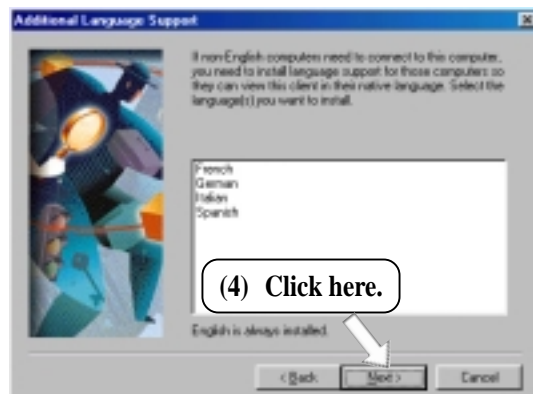 Additional Language Support
If non-English computers need to connect to this computer,
you need to install language support for those computers so
they can view this client in their native language. Select the
language(s) you want to install.
French
German
Italian
Spanish
(4) Click here.
English is always installed.
< Back
Next >
Cancel